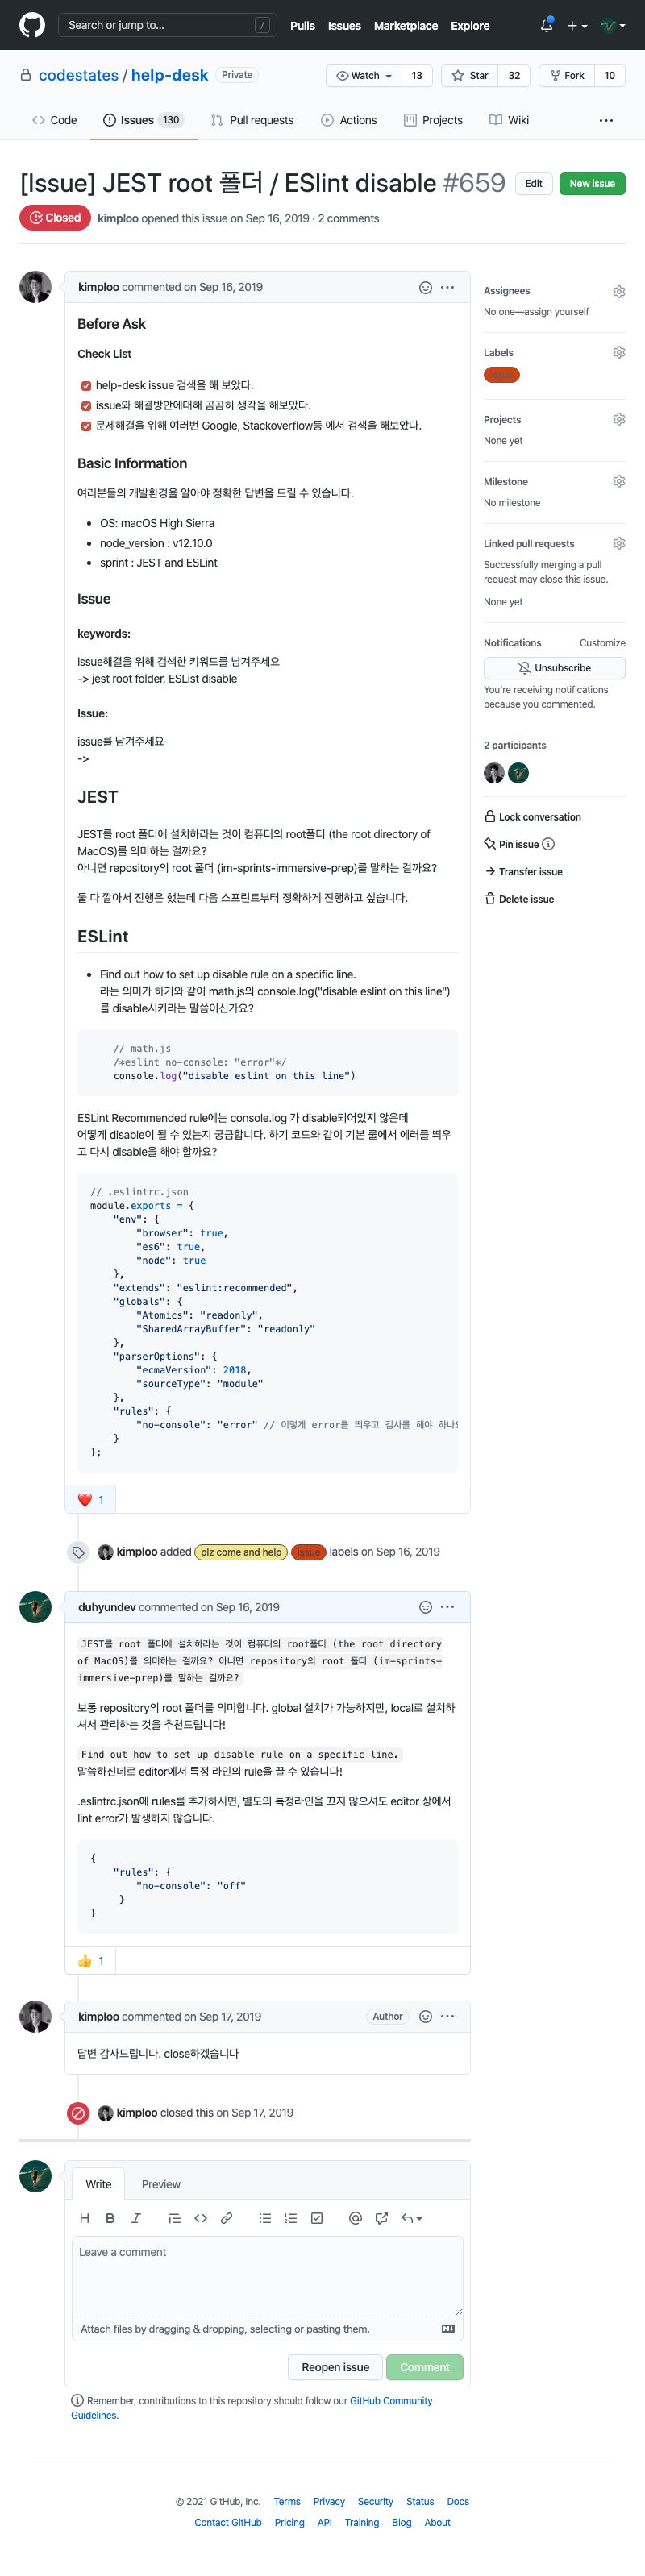 Search or jump to... /
Pulls Issues Marketplace Explore
codestates / help-desk Private
Watch 13 Star 32 Fork 10
Code Issues 130 Pull requests Actions Projects Wiki
[Issue] JEST root 폴더 / ESlint disable #659
Edit New issue
Closed kimploo opened this issue on Sep 16, 2019 · 2 comments
kimploo commented on Sep 16, 2019
Before Ask
Check List
help-desk issue 검색을 해 보았다.
issue와 해결방안에대해 곰곰히 생각을 해보았다.
문제해결을 위해 여러번 Google, Stackoverflow등 에서 검색을 해보았다.
Basic Information
여러분들의 개발환경을 알아야 정확한 답변을 드릴 수 있습니다.
• OS: macOS High Sierra
• node_version : v12.10.0
• sprint : JEST and ESLint
Issue
keywords:
issue해결을 위해 검색한 키워드를 남겨주세요
-> jest root folder, ESList disable
Issue:
issue를 남겨주세요
->
JEST
JEST를 root 폴더에 설치하라는 것이 컴퓨터의 root폴더 (the root directory of
MacOS)를 의미하는 걸까요?
아니면 repository의 root 폴더 (im-sprints-immersive-prep)를 말하는 걸까요?
둘 다 깔아서 진행은 했는데 다음 스프린트부터 정확하게 진행하고 싶습니다.
ESLint
• Find out how to set up disable rule on a specific line.
라는 의미가 하기와 같이 math.js의 console.log("disable eslint on this line")
를 disable시키라는 말씀이신가요?
// math.js
/*eslint no-console: "error"*/
console.log("disable eslint on this line")
ESLint Recommended rule에는 console.log 가 disable되어있지 않은데
어떻게 disable이 될 수 있는지 궁금합니다. 하기 코드와 같이 기본 룰에서 에러를 띄우
고 다시 disable을 해야 할까요?
// .eslintrc.json
module.exports = {
"env": {
"browser": true,
"es6": true,
"node": true
},
"extends": "eslint:recommended",
"globals": {
"Atomics": "readonly",
"SharedArrayBuffer": "readonly"
},
"parserOptions": {
"ecmaVersion": 2018,
"sourceType": "module"
},
"rules": {
"no-console": "error" // 이렇게 error를 띄우고 검사를 해야 하나
}
};
1
kimploo added plz come and help issue labels on Sep 16, 2019
duhyundev commented on Sep 16, 2019
JEST를 root 폴더에 설치하라는 것이 컴퓨터의 root폴더 (the root directory
of MacOS)를 의미하는 걸까요? 아니면 repository의 root 폴더 (im-sprints-
immersive-prep)를 말하는 걸까요?
보통 repository의 root 폴더를 의미합니다. global 설치가 가능하지만, local로 설치하
셔서 관리하는 것을 추천드립니다!
Find out how to set up disable rule on a specific line.
말씀하신데로 editor에서 특정 라인의 rule을 끌 수 있습니다!
.eslintrc.json에 rules를 추가하시면, 별도의 특정라인을 끄지 않으셔도 editor 상에서
lint error가 발생하지 않습니다.
{
"rules": {
"no-console": "off"
}
}
1
kimploo commented on Sep 17, 2019 Author
답변 감사드립니다. close하겠습니다
kimploo closed this on Sep 17, 2019
Write Preview
Leave a comment
Attach files by dragging & dropping, selecting or pasting them.
Reopen issue Comment
Remember, contributions to this repository should follow our GitHub Community
Guidelines.
Assignees
No one—assign yourself
Labels
issue
Projects
None yet
Milestone
No milestone
Linked pull requests
Successfully merging a pull
request may close this issue.
None yet
Notifications Customize
Unsubscribe
You're receiving notifications
because you commented.
2 participants
Lock conversation
Pin issue
Transfer issue
Delete issue
© 2021 GitHub, Inc. Terms Privacy Security Status Docs
Contact GitHub Pricing API Training Blog About